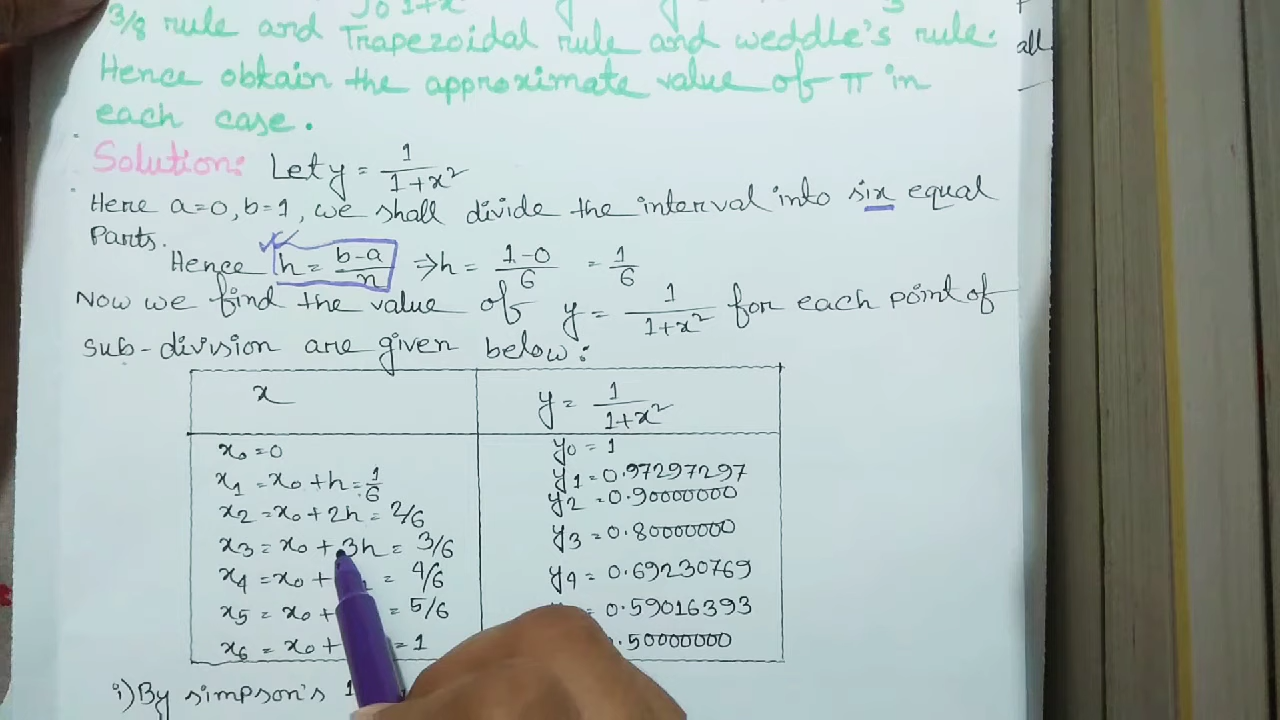 3/8 rule and Trapezoidal rule and weddle's rule.
all
Hence obtain the approximate value of π in
each case.
Solution: Let y = 1/(1+x²)
Here a=0, b=1, we shall divide the interval into six equal
Parts.
Hence h = (b-a)/n ⇒ h = (1-0)/6 = 1/6
Now we find the value of y = 1/(1+x²) for each point of
sub-division are given below:
x | y = 1/(1+x²)
x₀ = 0 | y₀ = 1
x₁ = x₀ + h = 1/6 | y₁ = 0.97297297
x₂ = x₀ + 2h = 2/6 | y₂ = 0.90000000
x₃ = x₀ + 3h = 3/6 | y₃ = 0.80000000
x₄ = x₀ + = 4/6 | y₄ = 0.69230769
x₅ = x₀ + = 5/6 | = 0.59016393
x₆ = x₀ + = 1 | .50000000
i) By simpson's